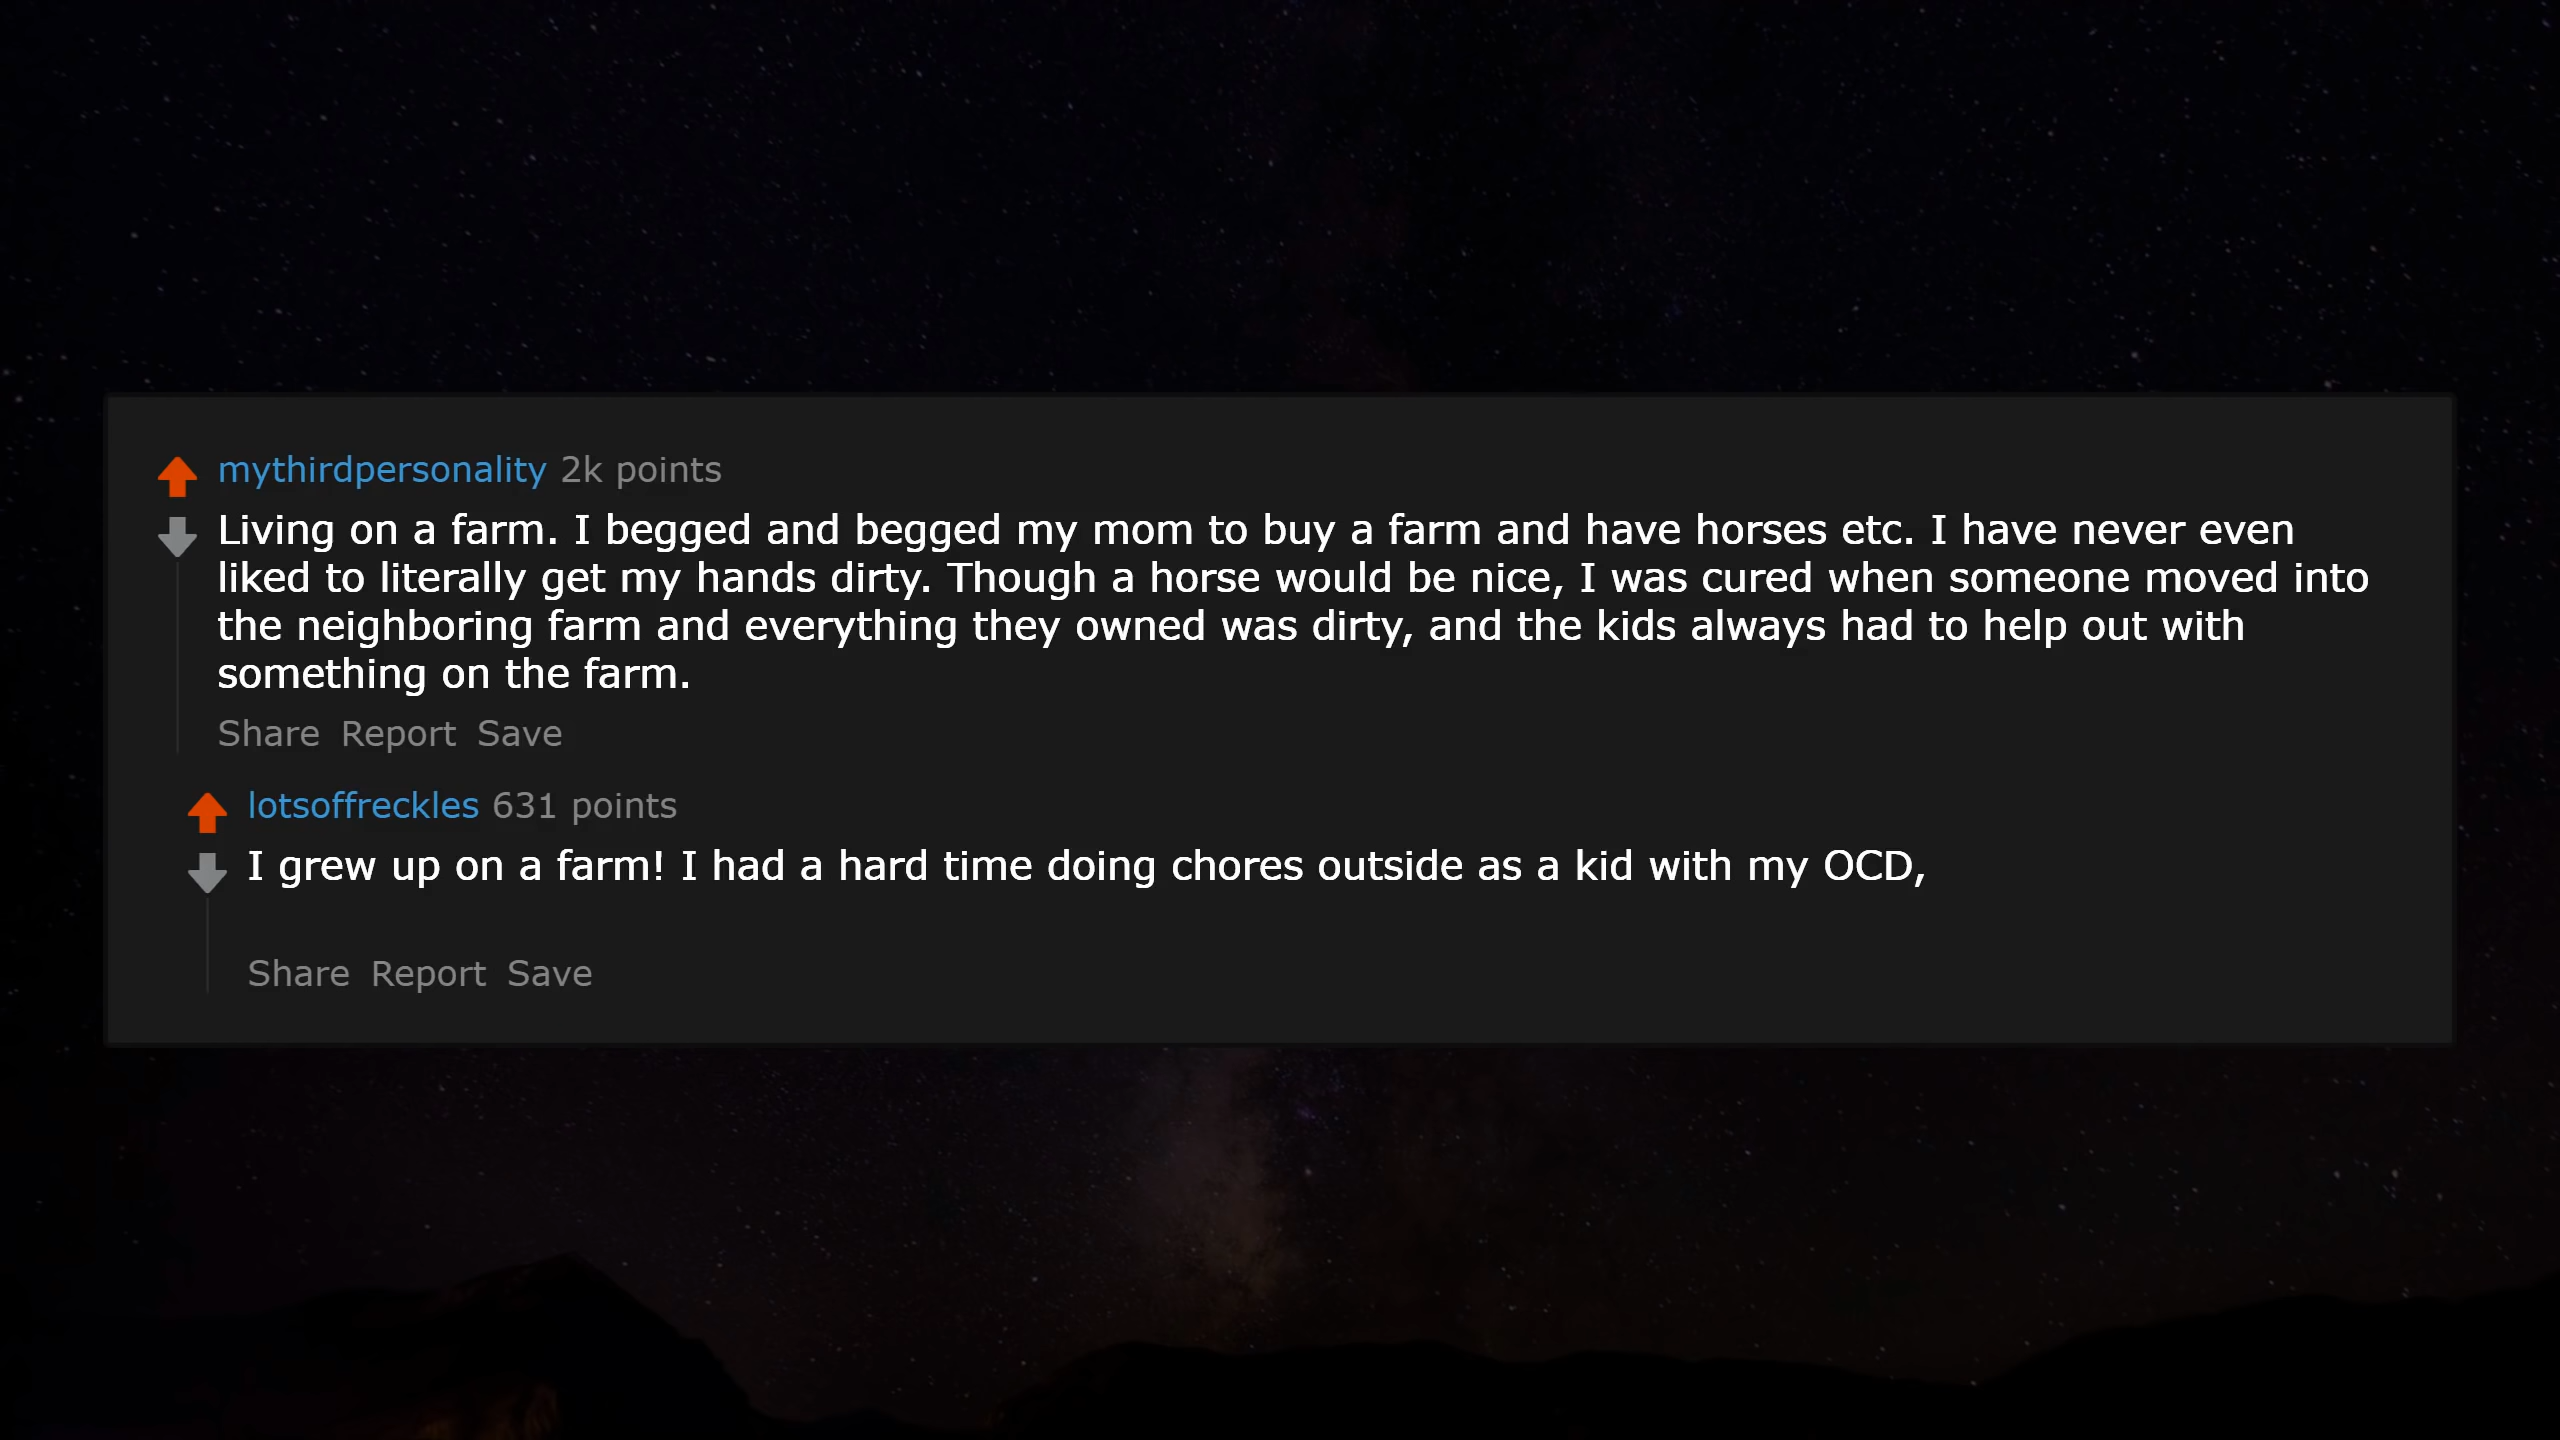 mythirdpersonality 2k points
Living on a farm. I begged and begged my mom to buy a farm and have horses etc. I have never even
liked to literally get my hands dirty. Though a horse would be nice, I was cured when someone moved into
the neighboring farm and everything they owned was dirty, and the kids always had to help out with
something on the farm.
Share Report Save
lotsoffreckles 631 points
I grew up on a farm! I had a hard time doing chores outside as a kid with my OCD,
Share Report Save